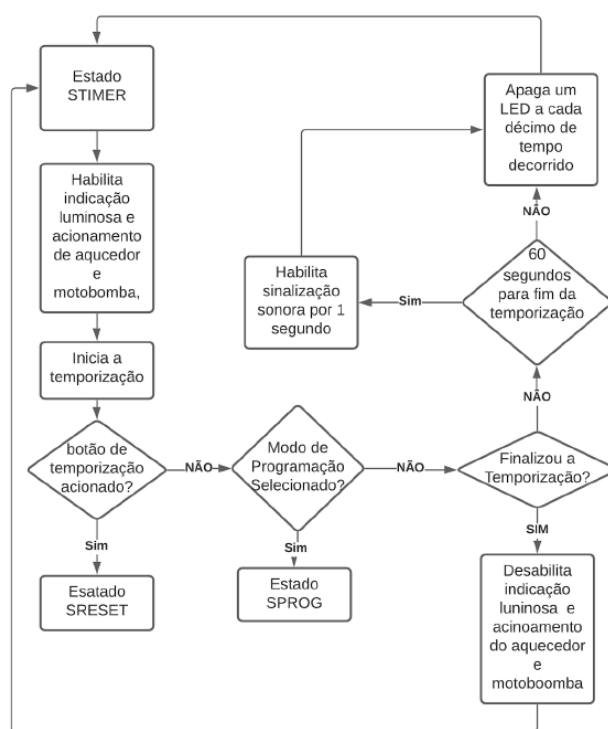 Estado
STIMER
Habilita
indicação
luminosa e
acionamento
de aqucedor
e
motobomba,
Inicia a
temporização
botão de
temporização
acionado?
Sim
Esatado
SRESET
NÃO
Modo de
Programação
Selecionado?
Sim
Estado
SPROG
NÃO
Finalizou a
Temporização?
SIM
Desabilita
indicação
luninosa e
acinoamento
do aquecedor
e
motoboomba
NÃO
60
segundos
para fim da
temporização
Sim
Habilita
sinalização
sonora por 1
segundo
NÃO
Apaga um
LED a cada
décimo de
tempo
decorrido